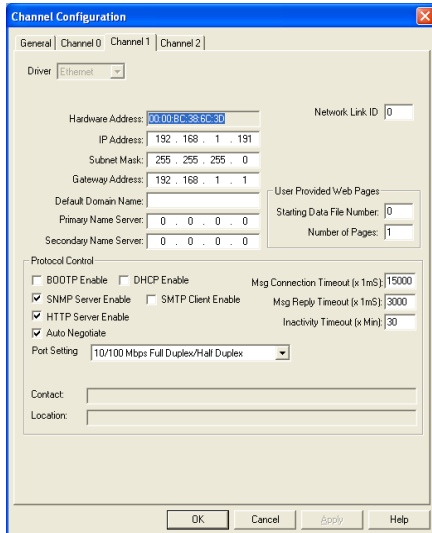 Channel Configuration
General Channel 0 Channel 1 Channel 2
Driver Ethernet
Hardware Address: 00:00:BC:38:6C:3D
Network Link ID 0
IP Address: 192 . 168 . 1 . 191
Subnet Mask: 255 . 255 . 255 . 0
Gateway Address: 192 . 168 . 1 . 1
Default Domain Name:
Primary Name Server: 0 . 0 . 0 . 0
Secondary Name Server: 0 . 0 . 0 . 0
User Provided Web Pages
Starting Data File Number: 0
Number of Pages: 1
Protocol Control
BOOTP Enable DHCP Enable
SNMP Server Enable SMTP Client Enable
HTTP Server Enable
Auto Negotiate
Msg Connection Timeout (x 1mS): 15000
Msg Reply Timeout (x 1mS): 3000
Inactivity Timeout (x Min): 30
Port Setting 10/100 Mbps Full Duplex/Half Duplex
Contact:
Location:
OK Cancel Apply Help